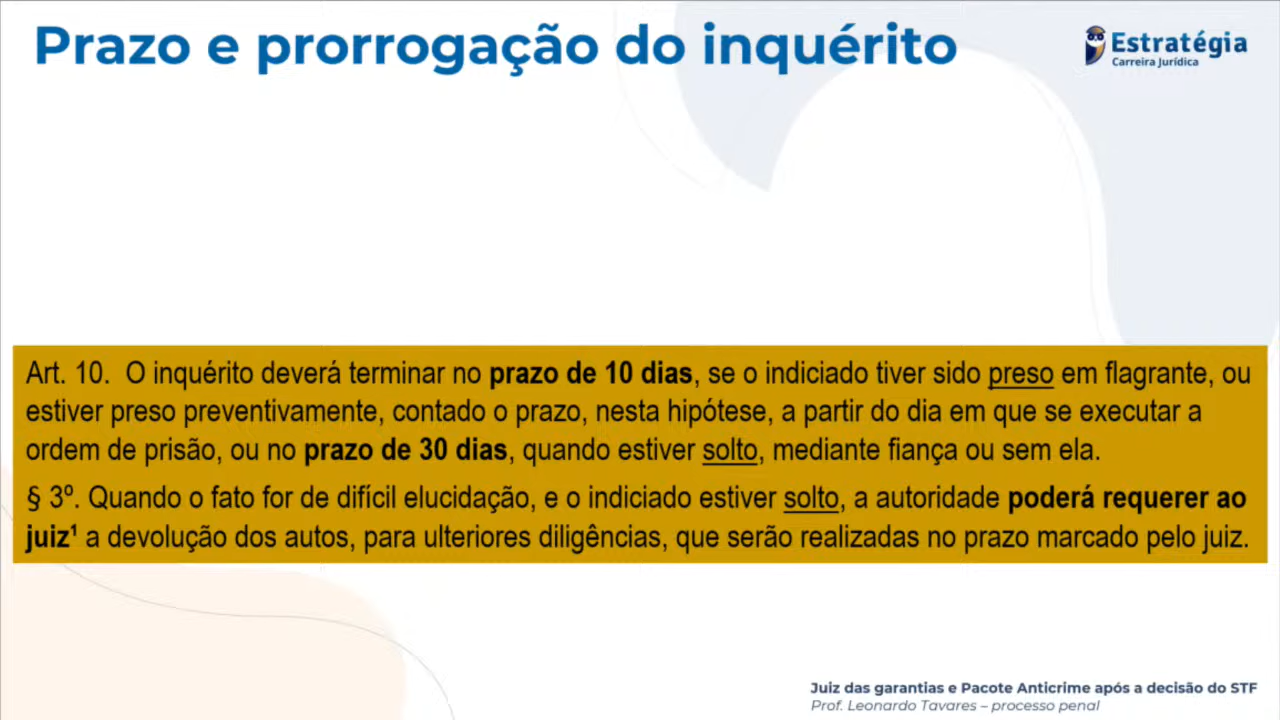 Prazo e prorrogação do inquérito
Estratégia
Carreira Jurídica
Art. 10.  O inquérito deverá terminar no prazo de 10 dias, se o indiciado tiver sido preso em flagrante, ou
estiver preso preventivamente, contado o prazo, nesta hipótese, a partir do dia em que se executar a
ordem de prisão, ou no prazo de 30 dias, quando estiver solto, mediante fiança ou sem ela.
§ 3º. Quando o fato for de difícil elucidação, e o indiciado estiver solto, a autoridade poderá requerer ao
juiz¹ a devolução dos autos, para ulteriores diligências, que serão realizadas no prazo marcado pelo juiz.
Juiz das garantias e Pacote Anticrime após a decisão do STF
Prof. Leonardo Tavares – processo penal